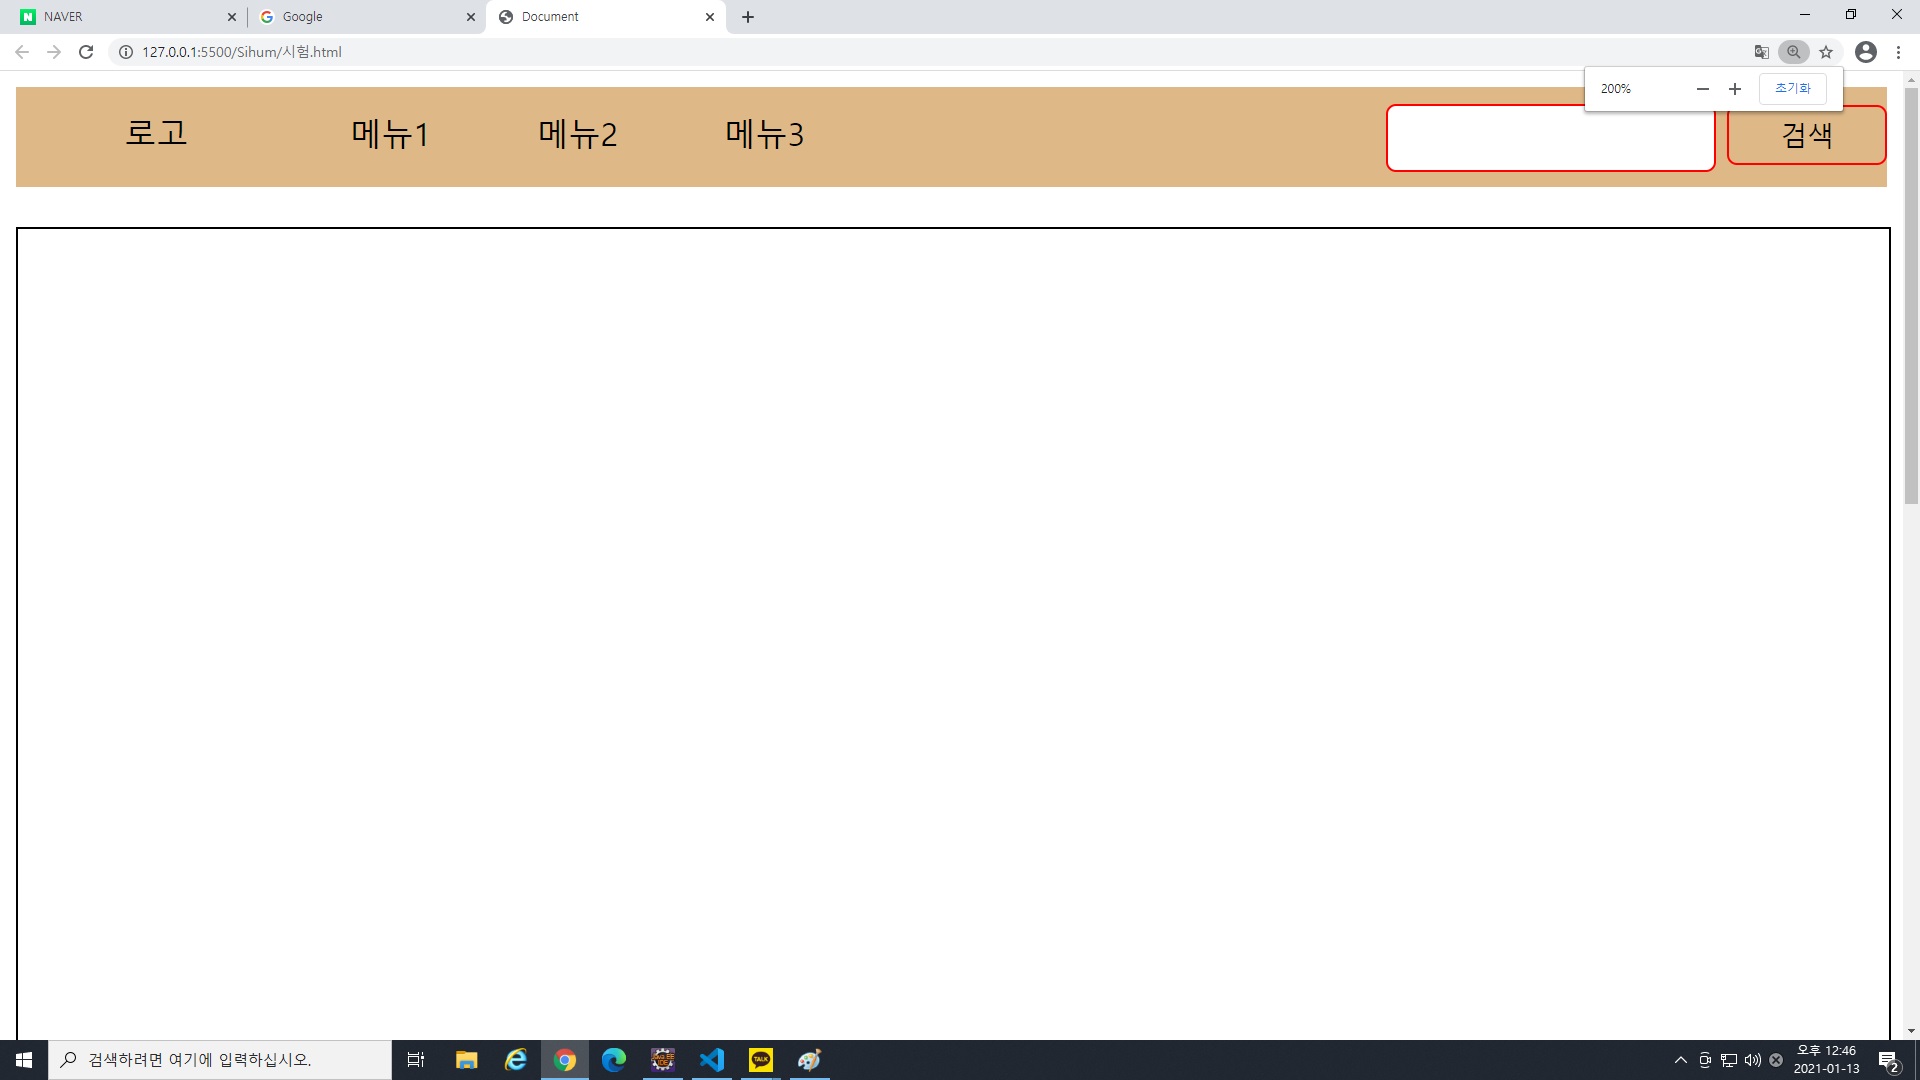 NAVER
Google
Document
127.0.0.1:5500/Sihum/시험.html
200%
초기화
로고
메뉴1
메뉴2
메뉴3
검색
검색하려면 여기에 입력하십시오.
TALK
오후 12:46
2021-01-13
2